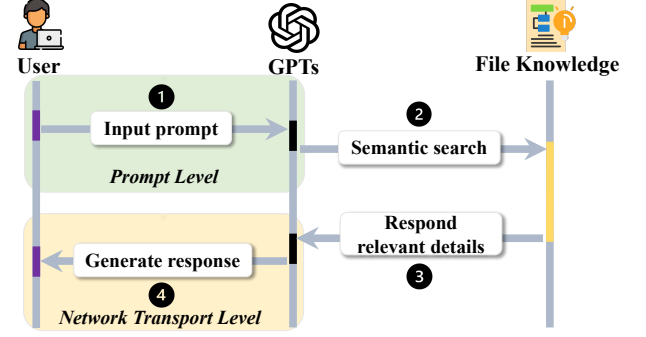 User
GPTs
File Knowledge
1
Input prompt
2
Semantic search
Prompt Level
Respond
relevant details
3
Generate response
4
Network Transport Level